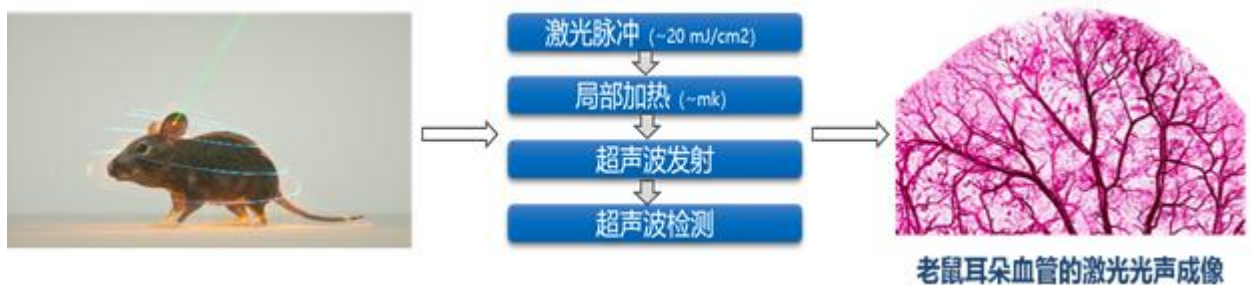 激光脉冲 (~20 mJ/cm2)
局部加热 (~mk)
超声波发射
超声波检测
老鼠耳朵血管的激光光声成像